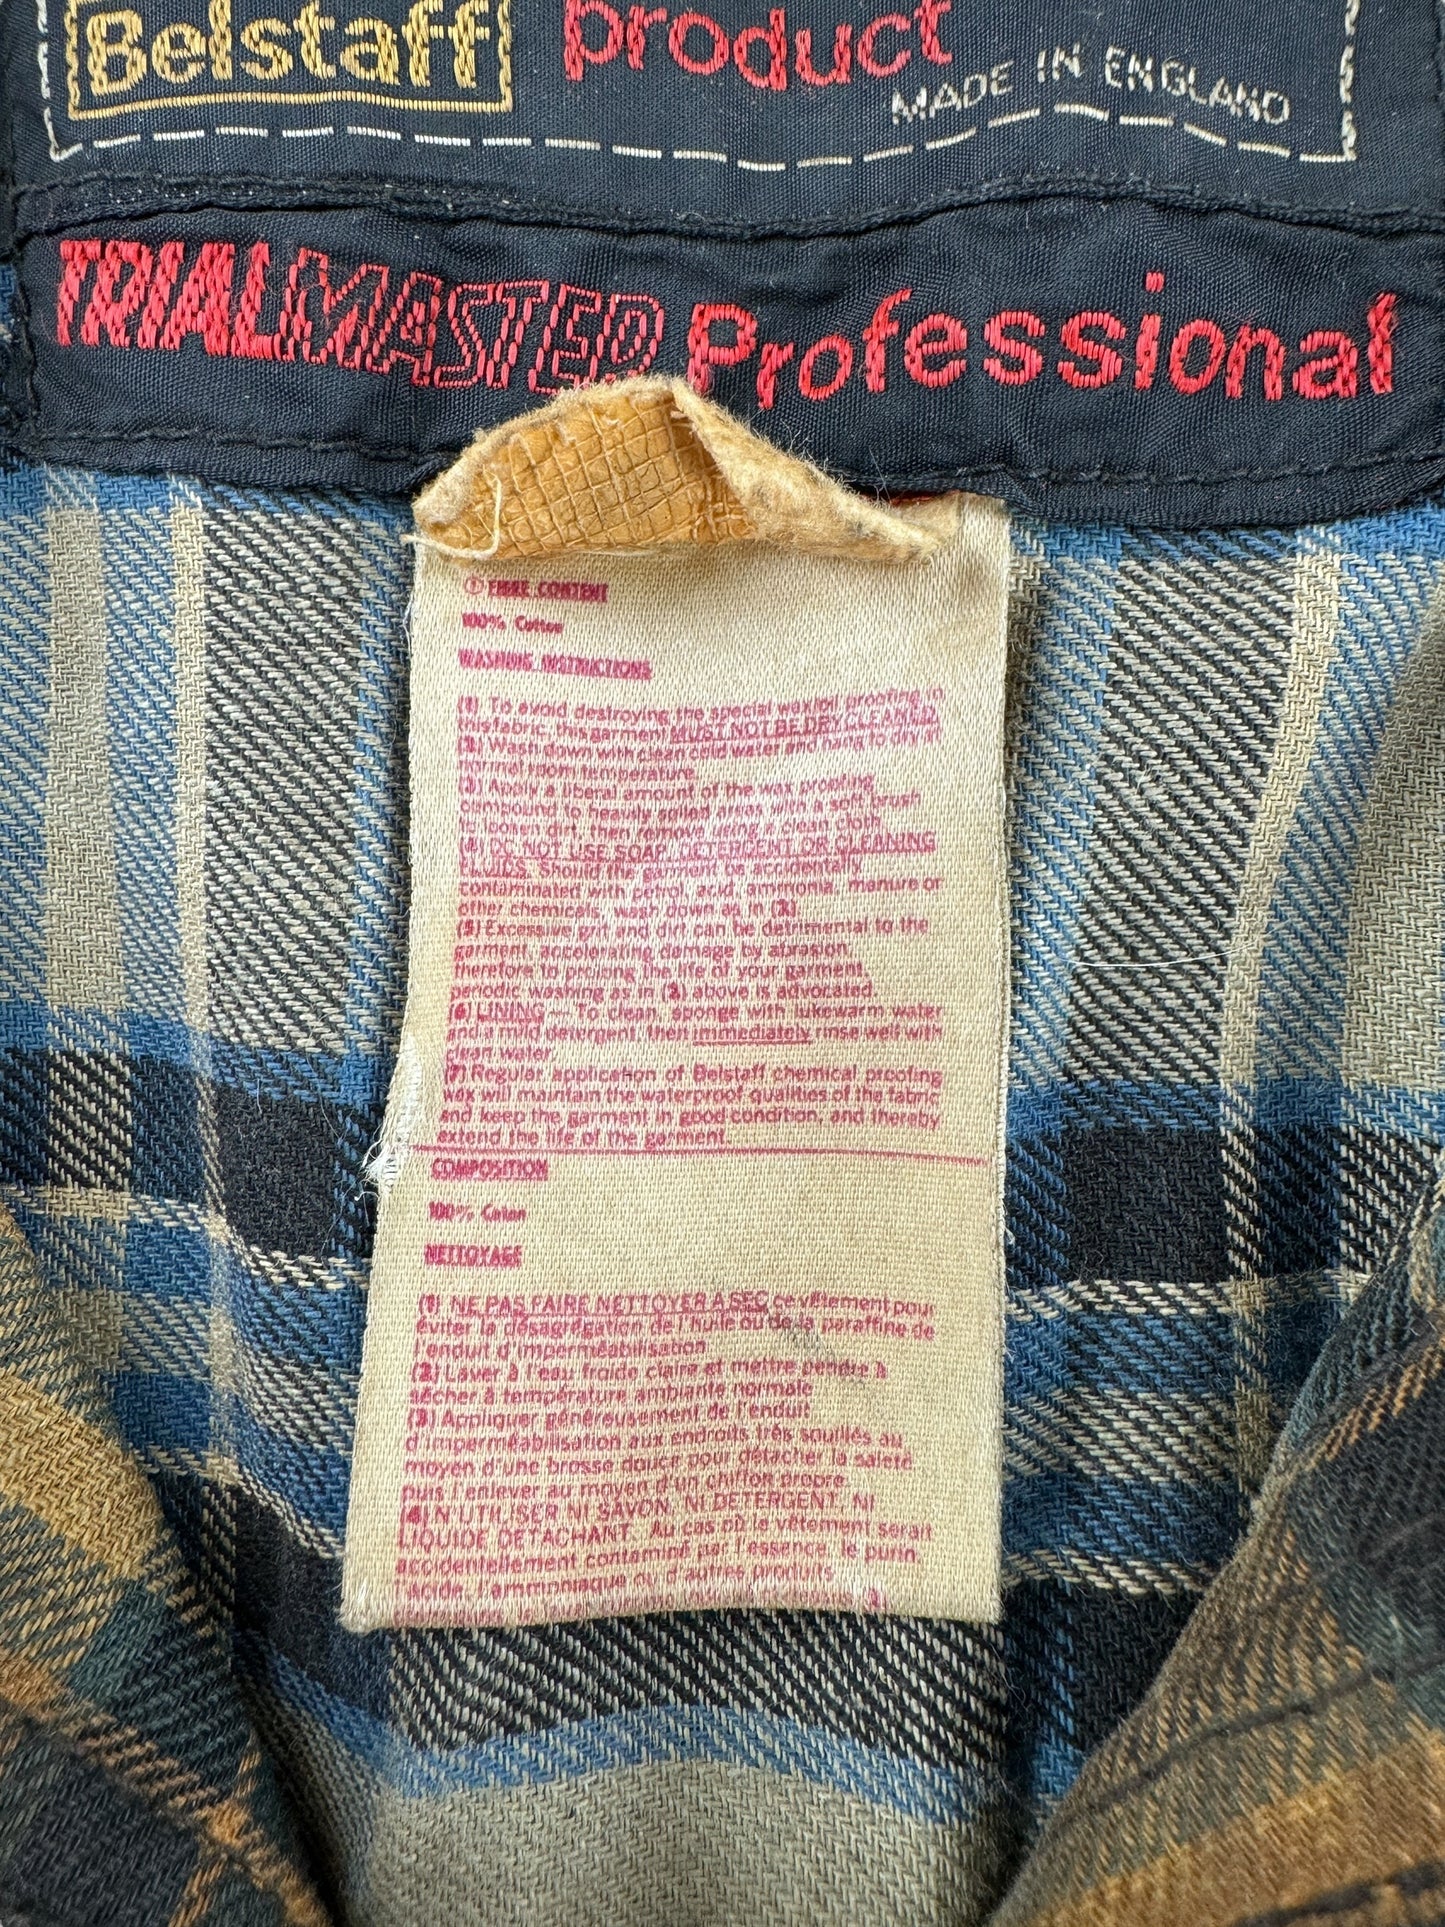 Belstaff product
MADE IN ENGLAND
TRIALMASTER Professional
① FIBRE CONTENT
100% Cotton
WASHING INSTRUCTIONS
(1) To avoid destroying the special wax/oil proofing in
this fabric, this garment MUST NOT BE DRY CLEANED.
(2) Wash down with clean cold water and hang to dry at
normal room temperature.
(3) Apply a liberal amount of the wax proofing
compound to heavily soiled areas with a soft brush
to loosen dirt, then remove using a clean cloth.
(4) DO NOT USE SOAP, DETERGENT OR CLEANING
FLUIDS. Should the garment be accidentally
contaminated with petrol, acid, ammonia, manure or
other chemicals, wash down as in (2)
(5) Excessive grit and dirt can be detrimental to the
garment, accelerating damage by abrasion,
therefore to prolong the life of your garment,
periodic washing as in (2) above is advocated.
(6) LINING — To clean, sponge with lukewarm water
and a mild detergent, then immediately rinse well with
clean water.
(7) Regular application of Belstaff chemical proofing
wax will maintain the waterproof qualities of the fabric
and keep the garment in good condition, and thereby
extend the life of the garment.
COMPOSITION
100% Coton
NETTOYAGE
(1) NE PAS FAIRE NETTOYER A SEC ce vêtement pour
éviter la désagrégation de l'huile ou de la paraffine de
l'enduit d'imperméabilisation
(2) Laver à l'eau froide claire et mettre pendre à
sécher à température ambiante normale
(3) Appliquer généreusement de l'enduit
d'imperméabilisation aux endroits très souillés au
moyen d'une brosse douce pour détacher la saleté
puis l'enlever au moyen d'un chiffon propre
(4) N UTILISER NI SAVON, NI DETERGENT, NI
LIQUIDE DETACHANT. Au cas où le vêtement serait
accidentellement contaminé par l'essence, le purin,
l'acide, l'ammoniaque ou d'autres produits